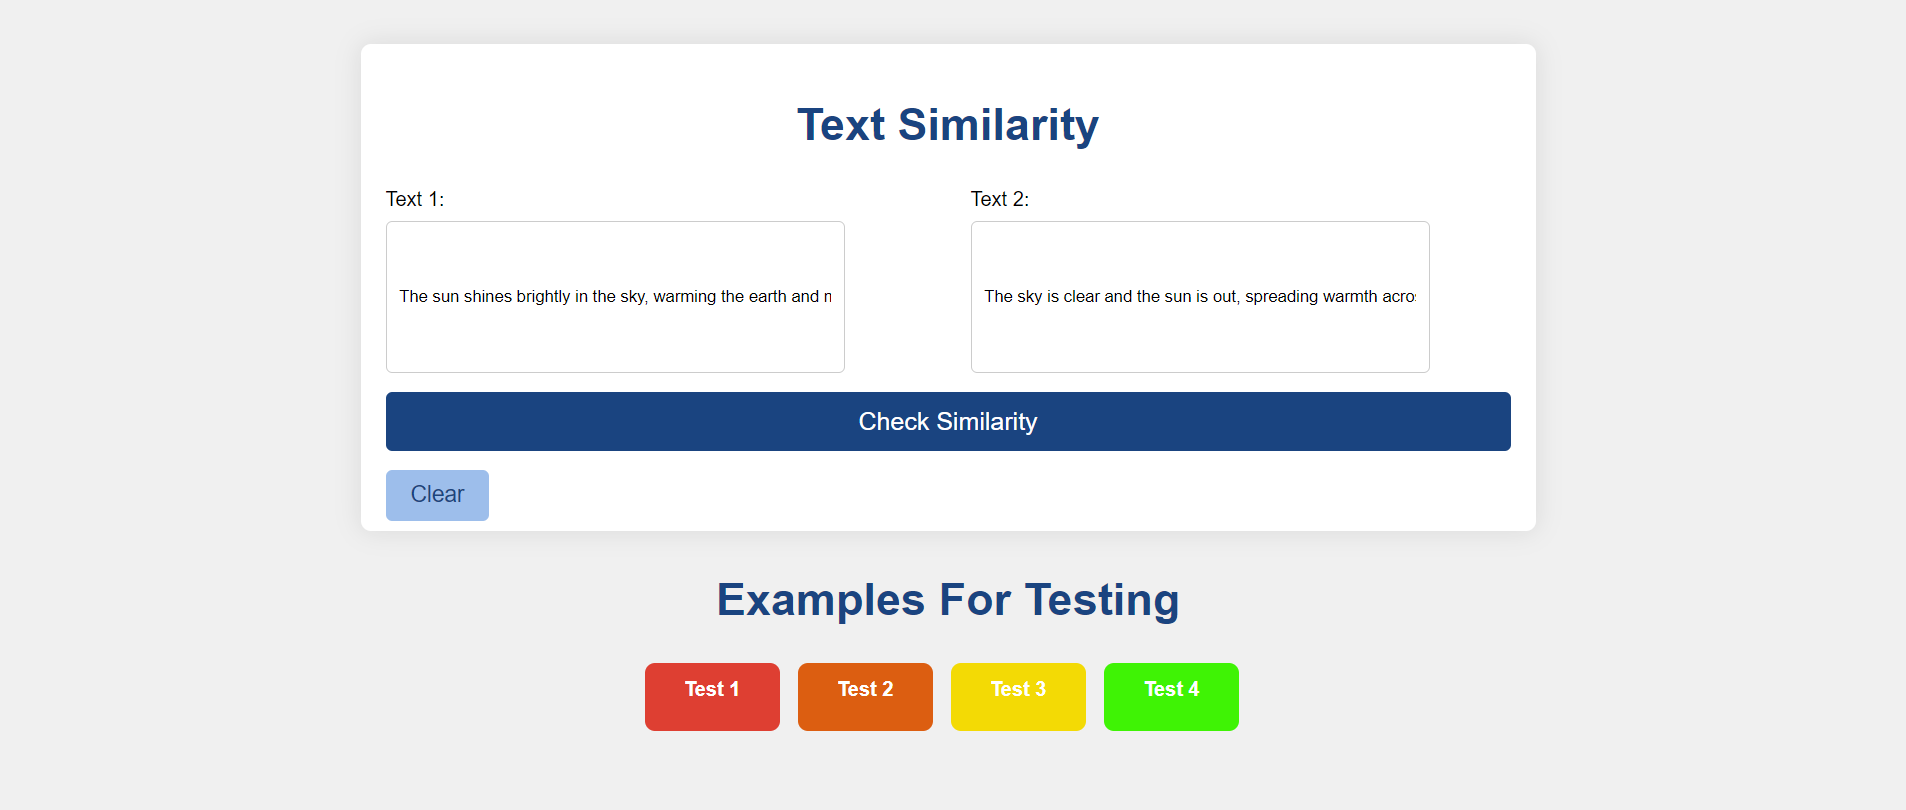 Text Similarity
Text 1:
Text 2:
The sun shines brightly in the sky, warming the earth and
The sky is clear and the sun is out, spreading warmth
Check Similarity
Clear
Examples For Testing
Test 1
Test 2
Test 3
Test 4